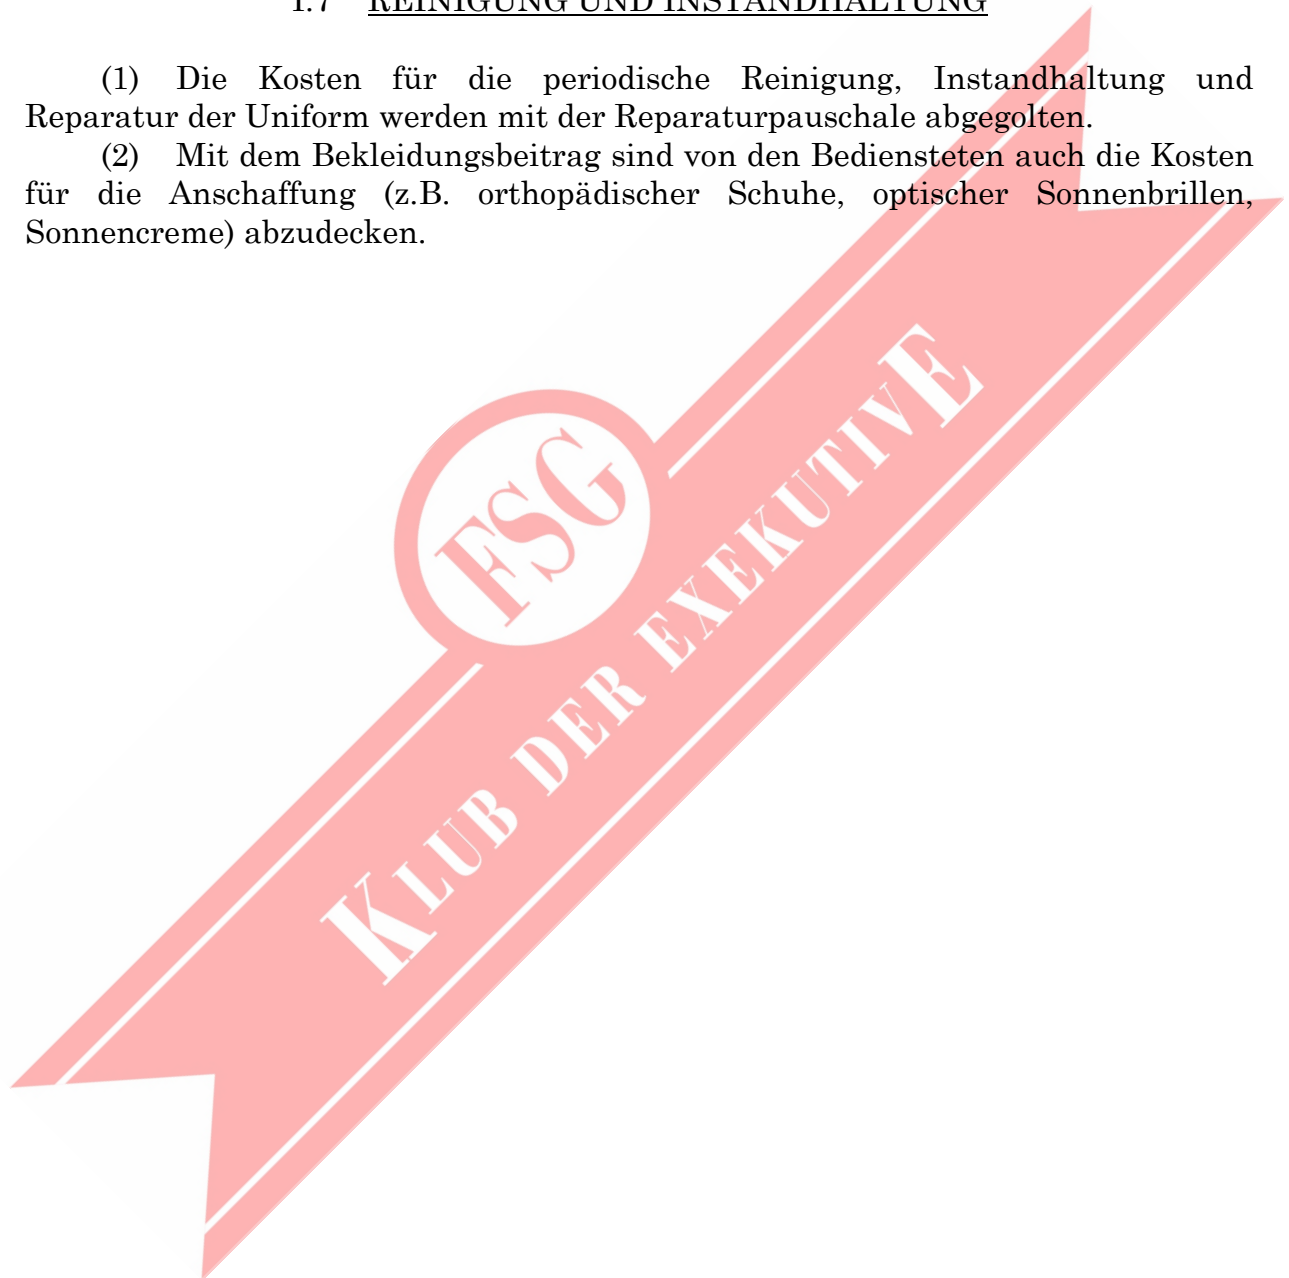 1.7 REINIGUNG UND INSTANDHALTUNG
(1) Die Kosten für die periodische Reinigung, Instandhaltung und
Reparatur der Uniform werden mit der Reparaturpauschale abgegolten.
(2) Mit dem Bekleidungsbeitrag sind von den Bediensteten auch die Kosten
für die Anschaffung (z.B. orthopädischer Schuhe, optischer Sonnenbrillen,
Sonnencreme) abzudecken.
FSG
KLUB DER EXEKUTIVE